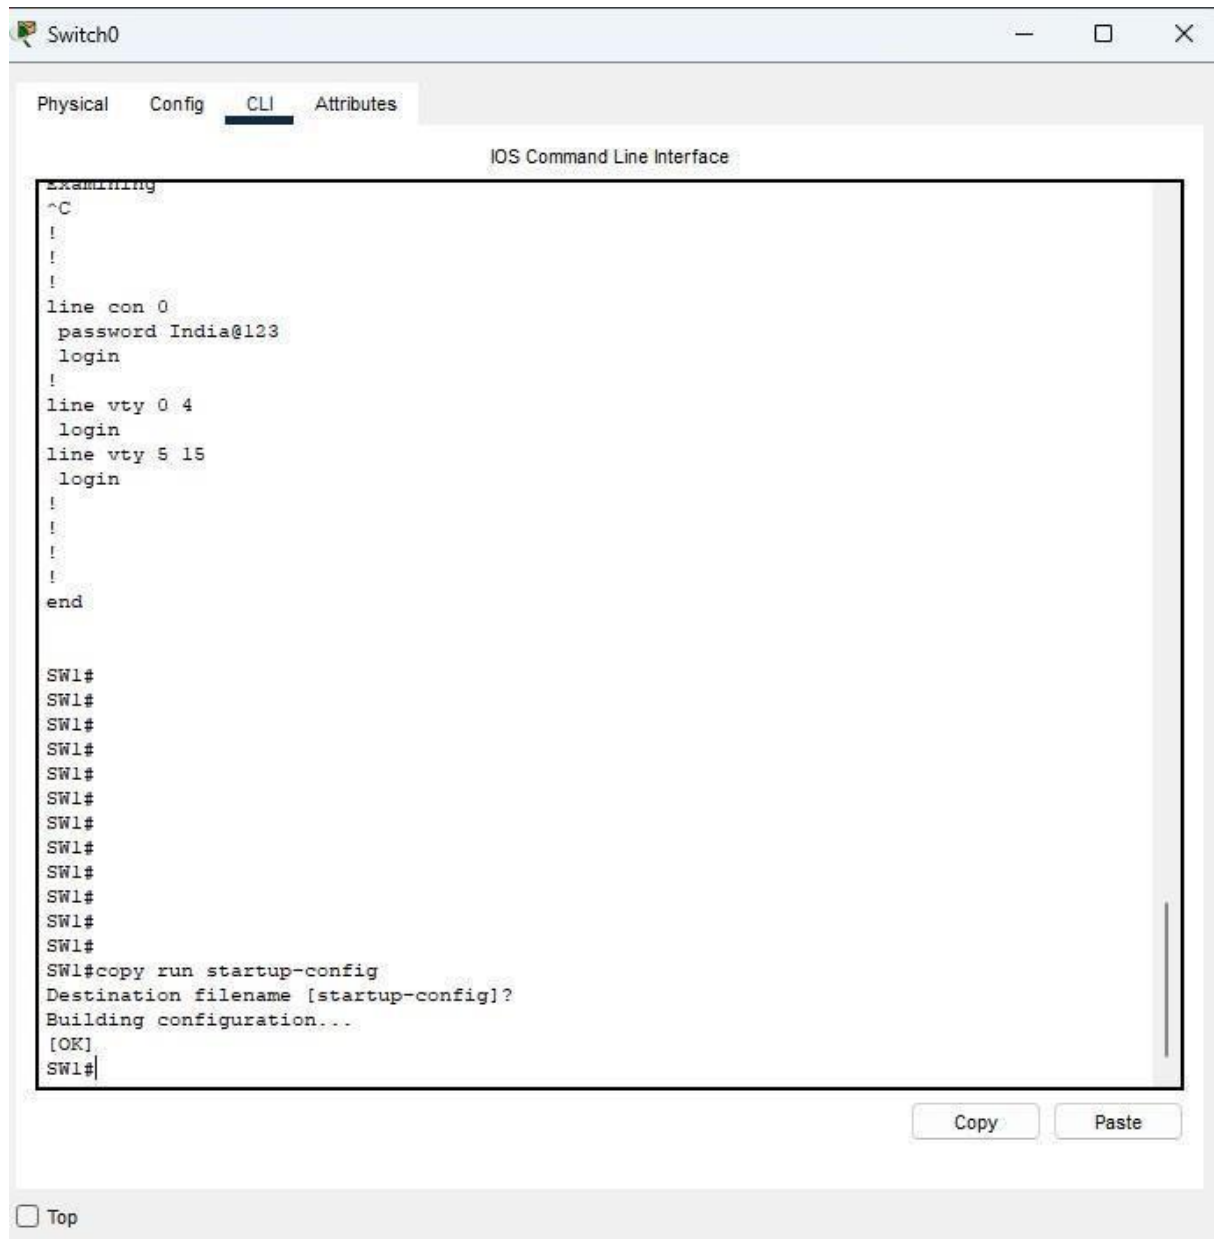 Switch0
Physical Config CLI Attributes
IOS Command Line Interface
Examining
^C
!
!
!
line con 0
password India@123
login
!
line vty 0 4
login
line vty 5 15
login
!
!
!
!
end
SW1#
SW1#
SW1#
SW1#
SW1#
SW1#
SW1#
SW1#
SW1#
SW1#
SW1#
SW1#
SW1#copy run startup-config
Destination filename [startup-config]?
Building configuration...
[OK]
SW1#
Copy Paste
Top